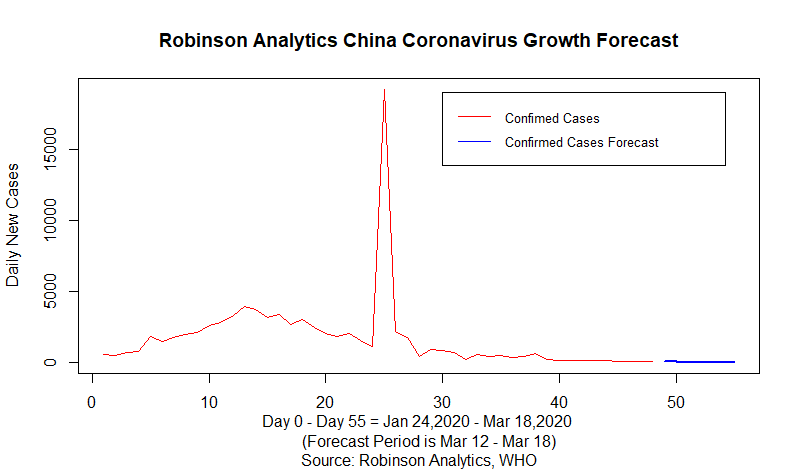 Robinson Analytics China Coronavirus Growth Forecast
Confimed Cases
Confirmed Cases Forecast
Daily New Cases
15000
10000
5000
0
0 10 20 30 40 50
Day 0 - Day 55 = Jan 24,2020 - Mar 18,2020
(Forecast Period is Mar 12 - Mar 18)
Source: Robinson Analytics, WHO